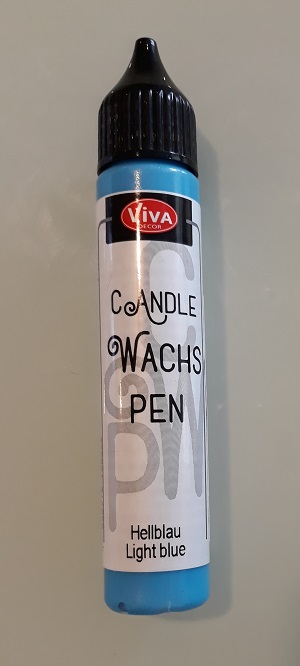 ViVA
DECOR
CANDLE
WACHS
PEN
Hellblau
Light blue